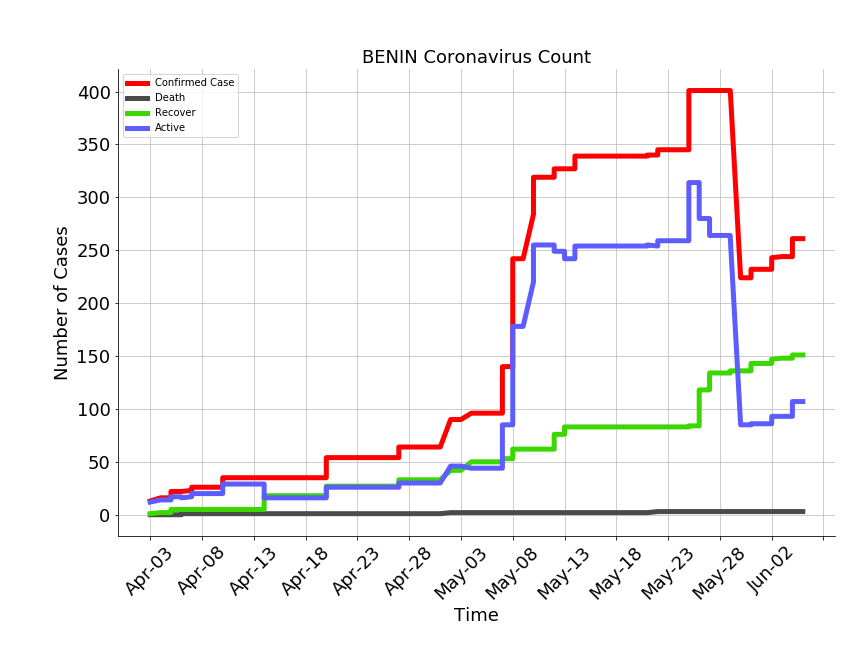 BENIN Coronavirus Count
Confirmed Case
Death
Recover
Active
400
350
300
250
200
150
100
50
0
Number of Cases
Apr-03
Apr-08
Apr-13
Apr-18
Apr-23
Apr-28
May-03
May-08
May-13
May-18
May-23
May-28
Jun-02
Time